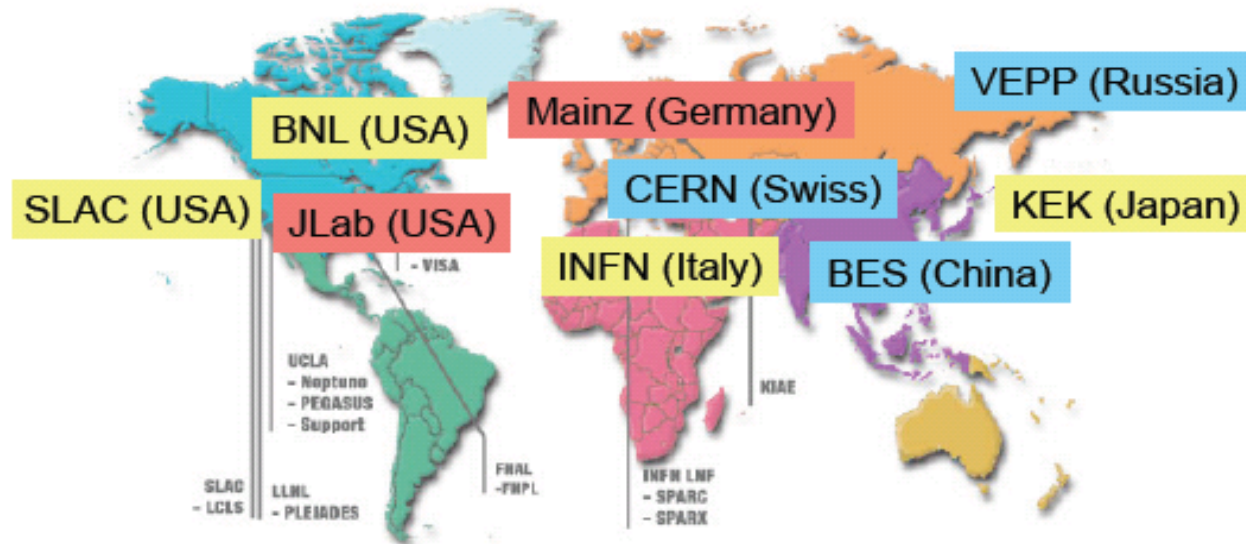 VEPP (Russia)
Mainz (Germany)
BNL (USA)
CERN (Swiss)
SLAC (USA)
KEK (Japan)
JLab (USA)
INFN (Italy)
BES (China)
- VISA
UCLA
- Neptune
- PEGASUS
- Support
KIAE
SLAC
- LCLS
LLNL
- PLEIADES
FNAL
-FNPL
INFN LNF
- SPARC
- SPARX